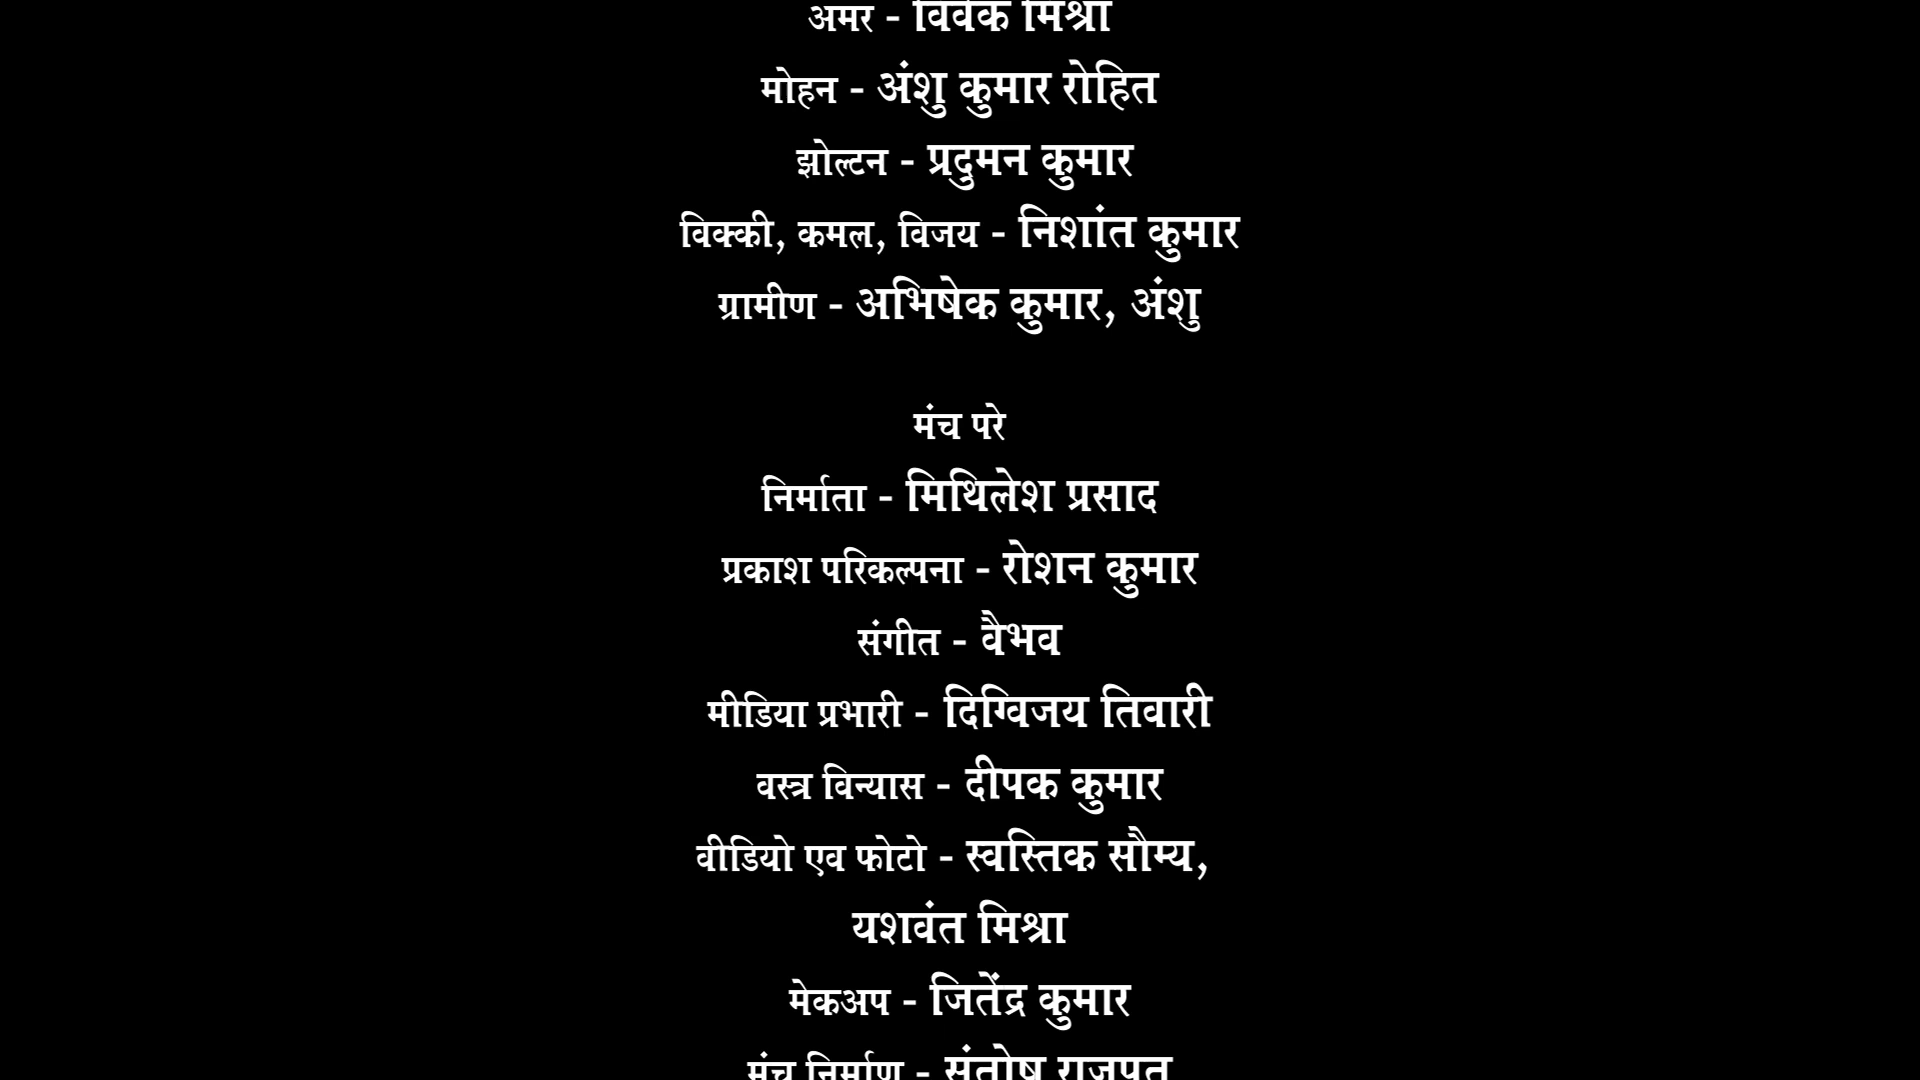 अमर - विवेक मिश्रा
मोहन - अंशु कुमार रोहित
झोल्टन - प्रदुमन कुमार
विक्की, कमल, विजय - निशांत कुमार
ग्रामीण - अभिषेक कुमार, अंशु
मंच परे
निर्माता - मिथिलेश प्रसाद
प्रकाश परिकल्पना - रोशन कुमार
संगीत - वैभव
मीडिया प्रभारी - दिग्विजय तिवारी
वस्त्र विन्यास - दीपक कुमार
वीडियो एव फोटो - स्वस्तिक सौम्य,
यशवंत मिश्रा
मेकअप - जितेंद्र कुमार
मंच निर्माण - संतोष राजपूत